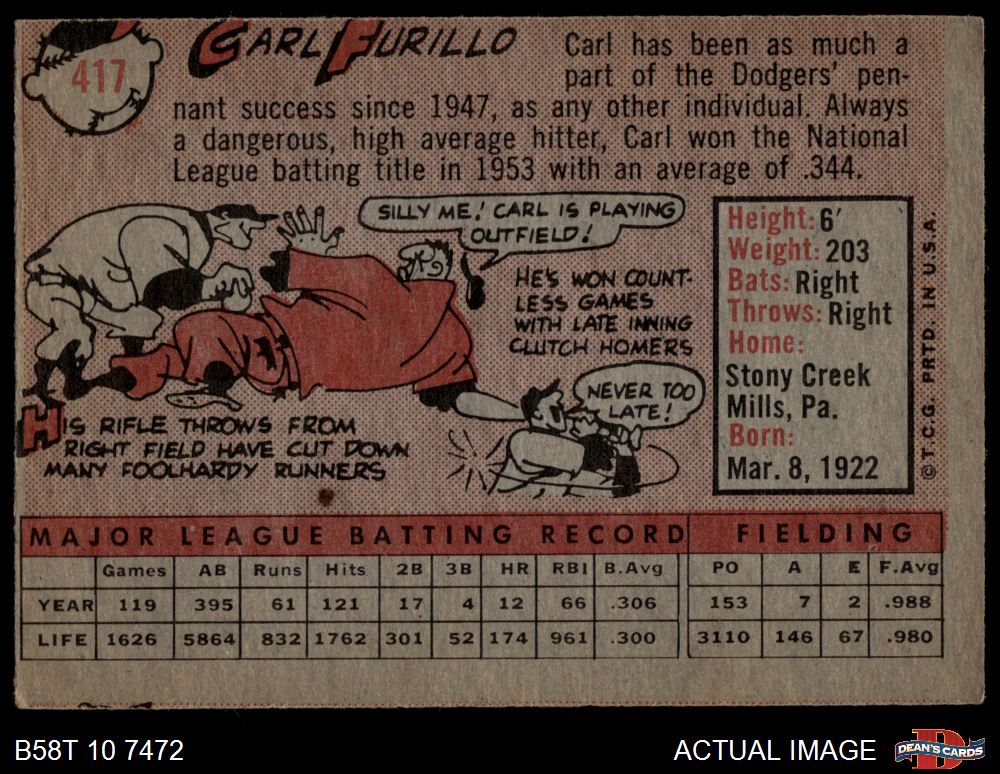 417
CARL FURILLO
Carl has been as much a
part of the Dodgers' pen-
nant success since 1947, as any other individual. Always
a dangerous, high average hitter, Carl won the National
League batting title in 1953 with an average of .344.
SILLY ME! CARL IS PLAYING
OUTFIELD!
HE'S WON COUNT-
LESS GAMES
WITH LATE INNING
CLUTCH HOMERS
NEVER TOO
LATE!
HIS RIFLE THROWS FROM
RIGHT FIELD HAVE CUT DOWN
MANY FOOLHARDY RUNNERS
Height: 6'
Weight: 203
Bats: Right
Throws: Right
Home:
Stony Creek
Mills, Pa.
Born:
Mar. 8, 1922
© T.C.G. PRTD. IN U.S.A.
MAJOR LEAGUE BATTING RECORD FIELDING
Games AB Runs Hits 2B 3B HR RBI B.Avg PO A E F.Avg
YEAR 119 395 61 121 17 4 12 66 .306 153 7 2 .988
LIFE 1626 5864 832 1762 301 52 174 961 .300 3110 146 67 .980
B58T 10 7472
ACTUAL IMAGE
DEAN'S CARDS